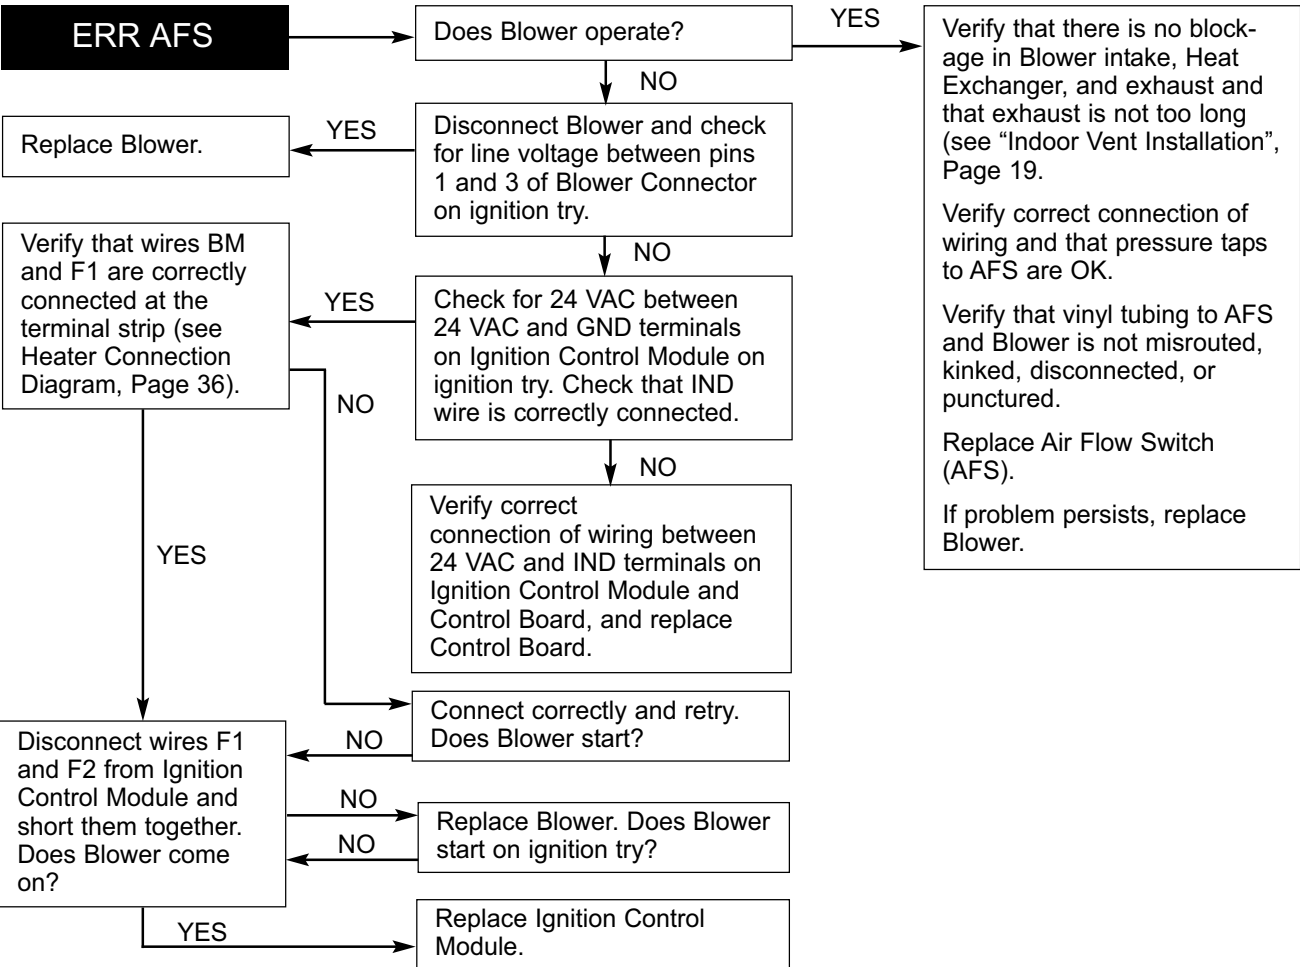 ERR AFS
Does Blower operate?
YES
NO
Verify that there is no block-
age in Blower intake, Heat
Exchanger, and exhaust and
that exhaust is not too long
(see “Indoor Vent Installation”,
Page 19.
Verify correct connection of
wiring and that pressure taps
to AFS are OK.
Verify that vinyl tubing to AFS
and Blower is not misrouted,
kinked, disconnected, or
punctured.
Replace Air Flow Switch
(AFS).
If problem persists, replace
Blower.
Disconnect Blower and check
for line voltage between pins
1 and 3 of Blower Connector
on ignition try.
YES
Replace Blower.
NO
Check for 24 VAC between
24 VAC and GND terminals
on Ignition Control Module on
ignition try. Check that IND
wire is correctly connected.
YES
Verify that wires BM
and F1 are correctly
connected at the
terminal strip (see
Heater Connection
Diagram, Page 36).
NO
NO
Verify correct
connection of wiring between
24 VAC and IND terminals on
Ignition Control Module and
Control Board, and replace
Control Board.
YES
Connect correctly and retry.
Does Blower start?
NO
Disconnect wires F1
and F2 from Ignition
Control Module and
short them together.
Does Blower come
on?
NO
Replace Blower. Does Blower
start on ignition try?
NO
YES
Replace Ignition Control
Module.